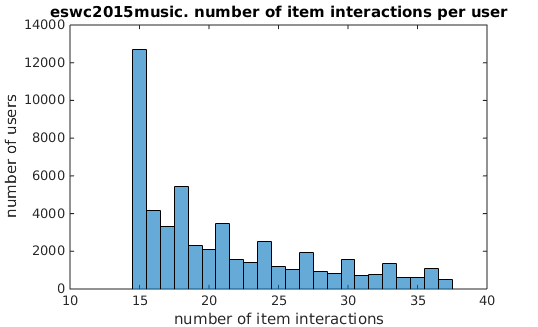 eswc2015music. number of item interactions per user
14000
12000
10000
8000
6000
4000
2000
0
number of users
10 15 20 25 30 35 40
number of item interactions